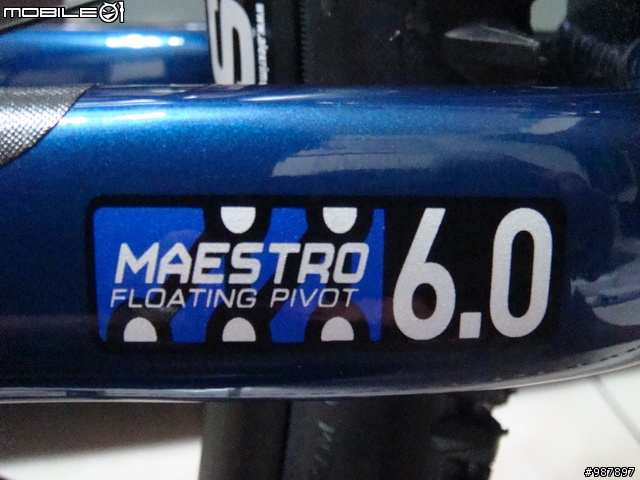 MOBILE01
S
MAESTRO
FLOATING PIVOT
6.0
#987897